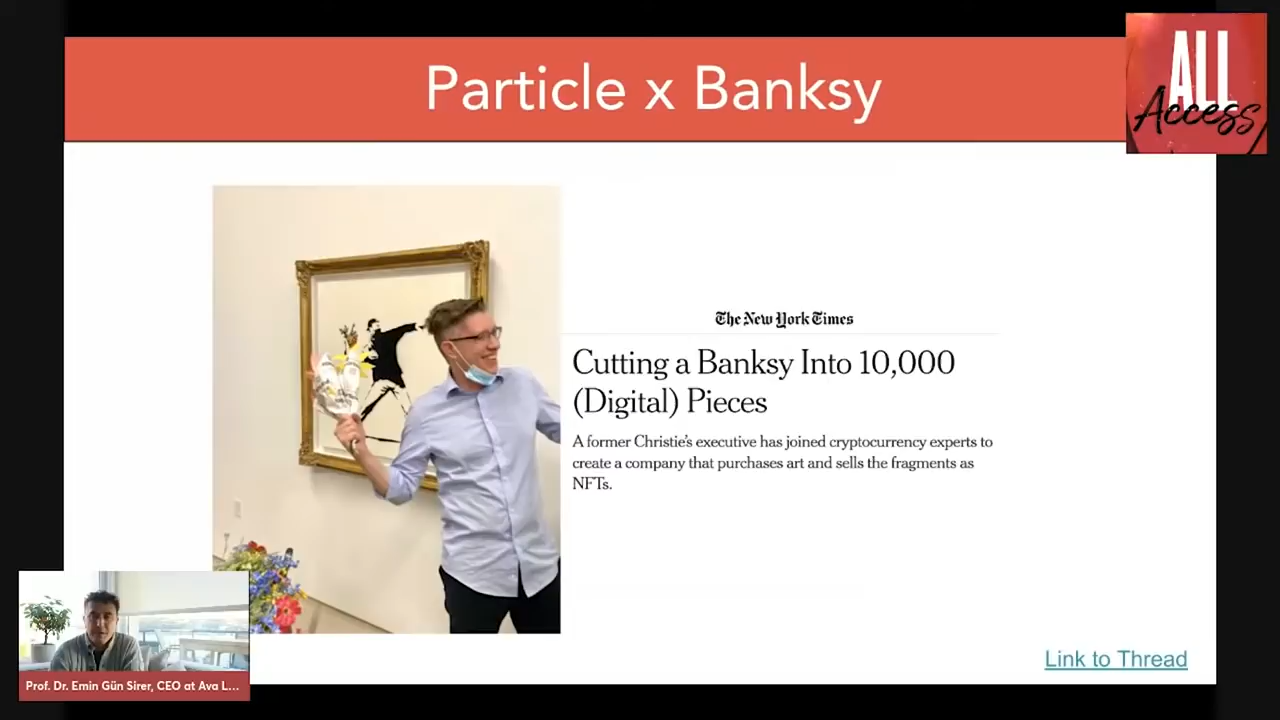 Particle x Banksy
ALL
Access
The New York Times
Cutting a Banksy Into 10,000
(Digital) Pieces
A former Christie's executive has joined cryptocurrency experts to
create a company that purchases art and sells the fragments as
NFTs.
Link to Thread
Prof. Dr. Emin Gün Sirer, CEO at Ava L...